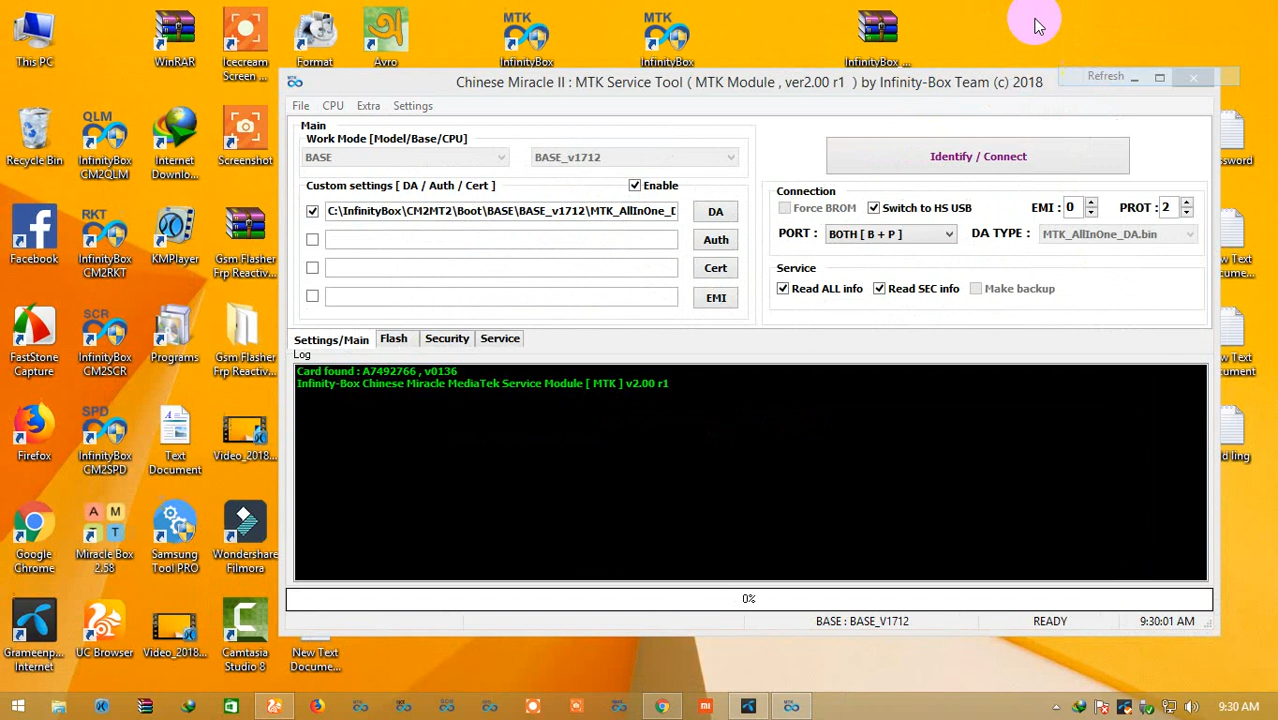 This PC
WinRAR
Icecream
Screen ...
Format
Avro
MTK
InfinityBox
MTK
InfinityBox
InfinityBox ...
Refresh
Chinese Miracle II : MTK Service Tool ( MTK Module , ver2.00 r1 ) by Infinity-Box Team (c) 2018
File CPU Extra Settings
Main
Work Mode [Model/Base/CPU]
BASE
BASE_v1712
Custom settings [ DA / Auth / Cert ]
Enable
C:\InfinityBox\CM2MT2\Boot\BASE\BASE_v1712\MTK_AllInOne_D
DA
Auth
Cert
EMI
Identify / Connect
Connection
Force BROM
Switch to HS USB
EMI : 0
PROT : 2
PORT : BOTH [ B + P ]
DA TYPE : MTK_AllInOne_DA.bin
Service
Read ALL info
Read SEC info
Make backup
Settings/Main
Flash
Security
Service
Log
Card found : A7492766 , v0136
Infinity-Box Chinese Miracle MediaTek Service Module [ MTK ] v2.00 r1
0%
BASE : BASE_V1712
READY
9:30:01 AM
Recycle Bin
QLM
InfinityBox
CM2QLM
Internet
Downlo...
Screenshot
Facebook
RKT
InfinityBox
CM2RKT
KMPlayer
Gsm Flasher
Frp Reactiv...
FastStone
Capture
SCR
InfinityBox
CM2SCR
Programs
Gsm Flasher
Frp Reactiv...
Firefox
SPD
InfinityBox
CM2SPD
Text
Document
Video_2018...
Google
Chrome
A M
I T
Miracle Box
2.58
Samsung
Tool PRO
Wondershare
Filmora
Grameenp...
Internet
UC Browser
Video_2018...
Camtasia
Studio 8
New Text
Docume...
ssword
w Text
cume...
w Text
cument
ld ling
9:30 AM